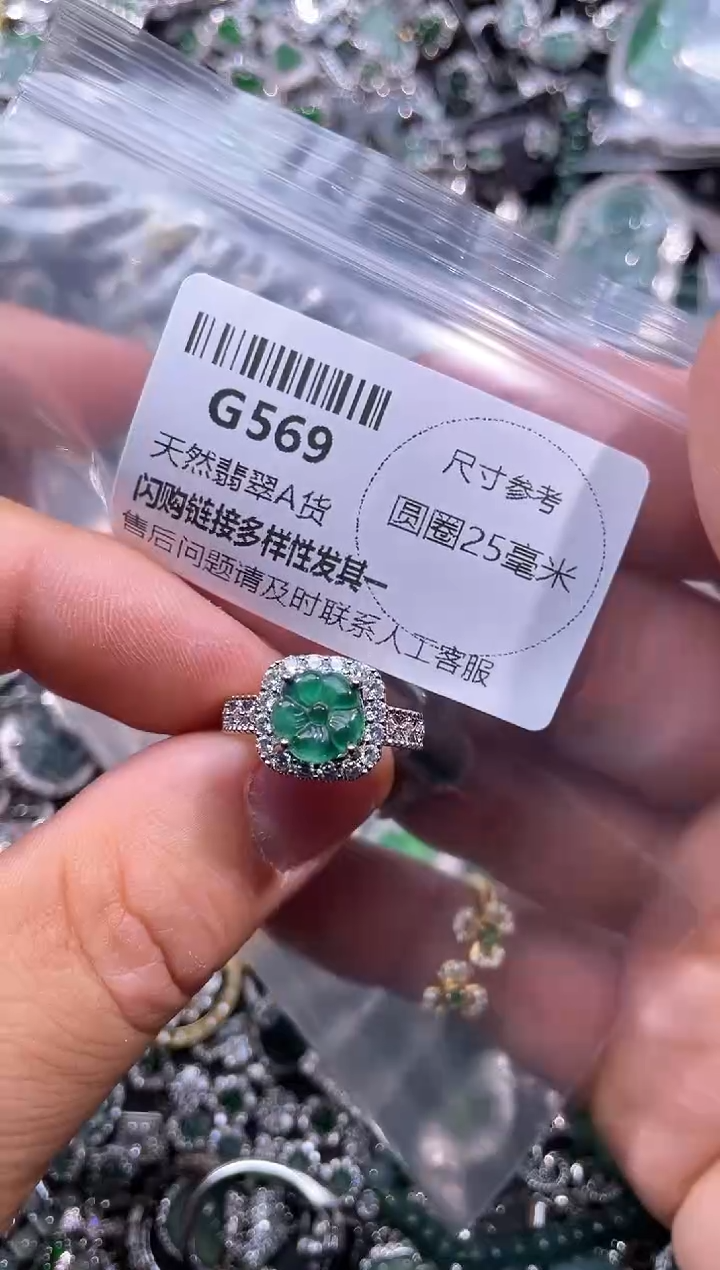 G569
天然翡翠A货
闪购链接多样性发其一
售后问题请及时联系人工客服
尺寸参考
圆圈25毫米